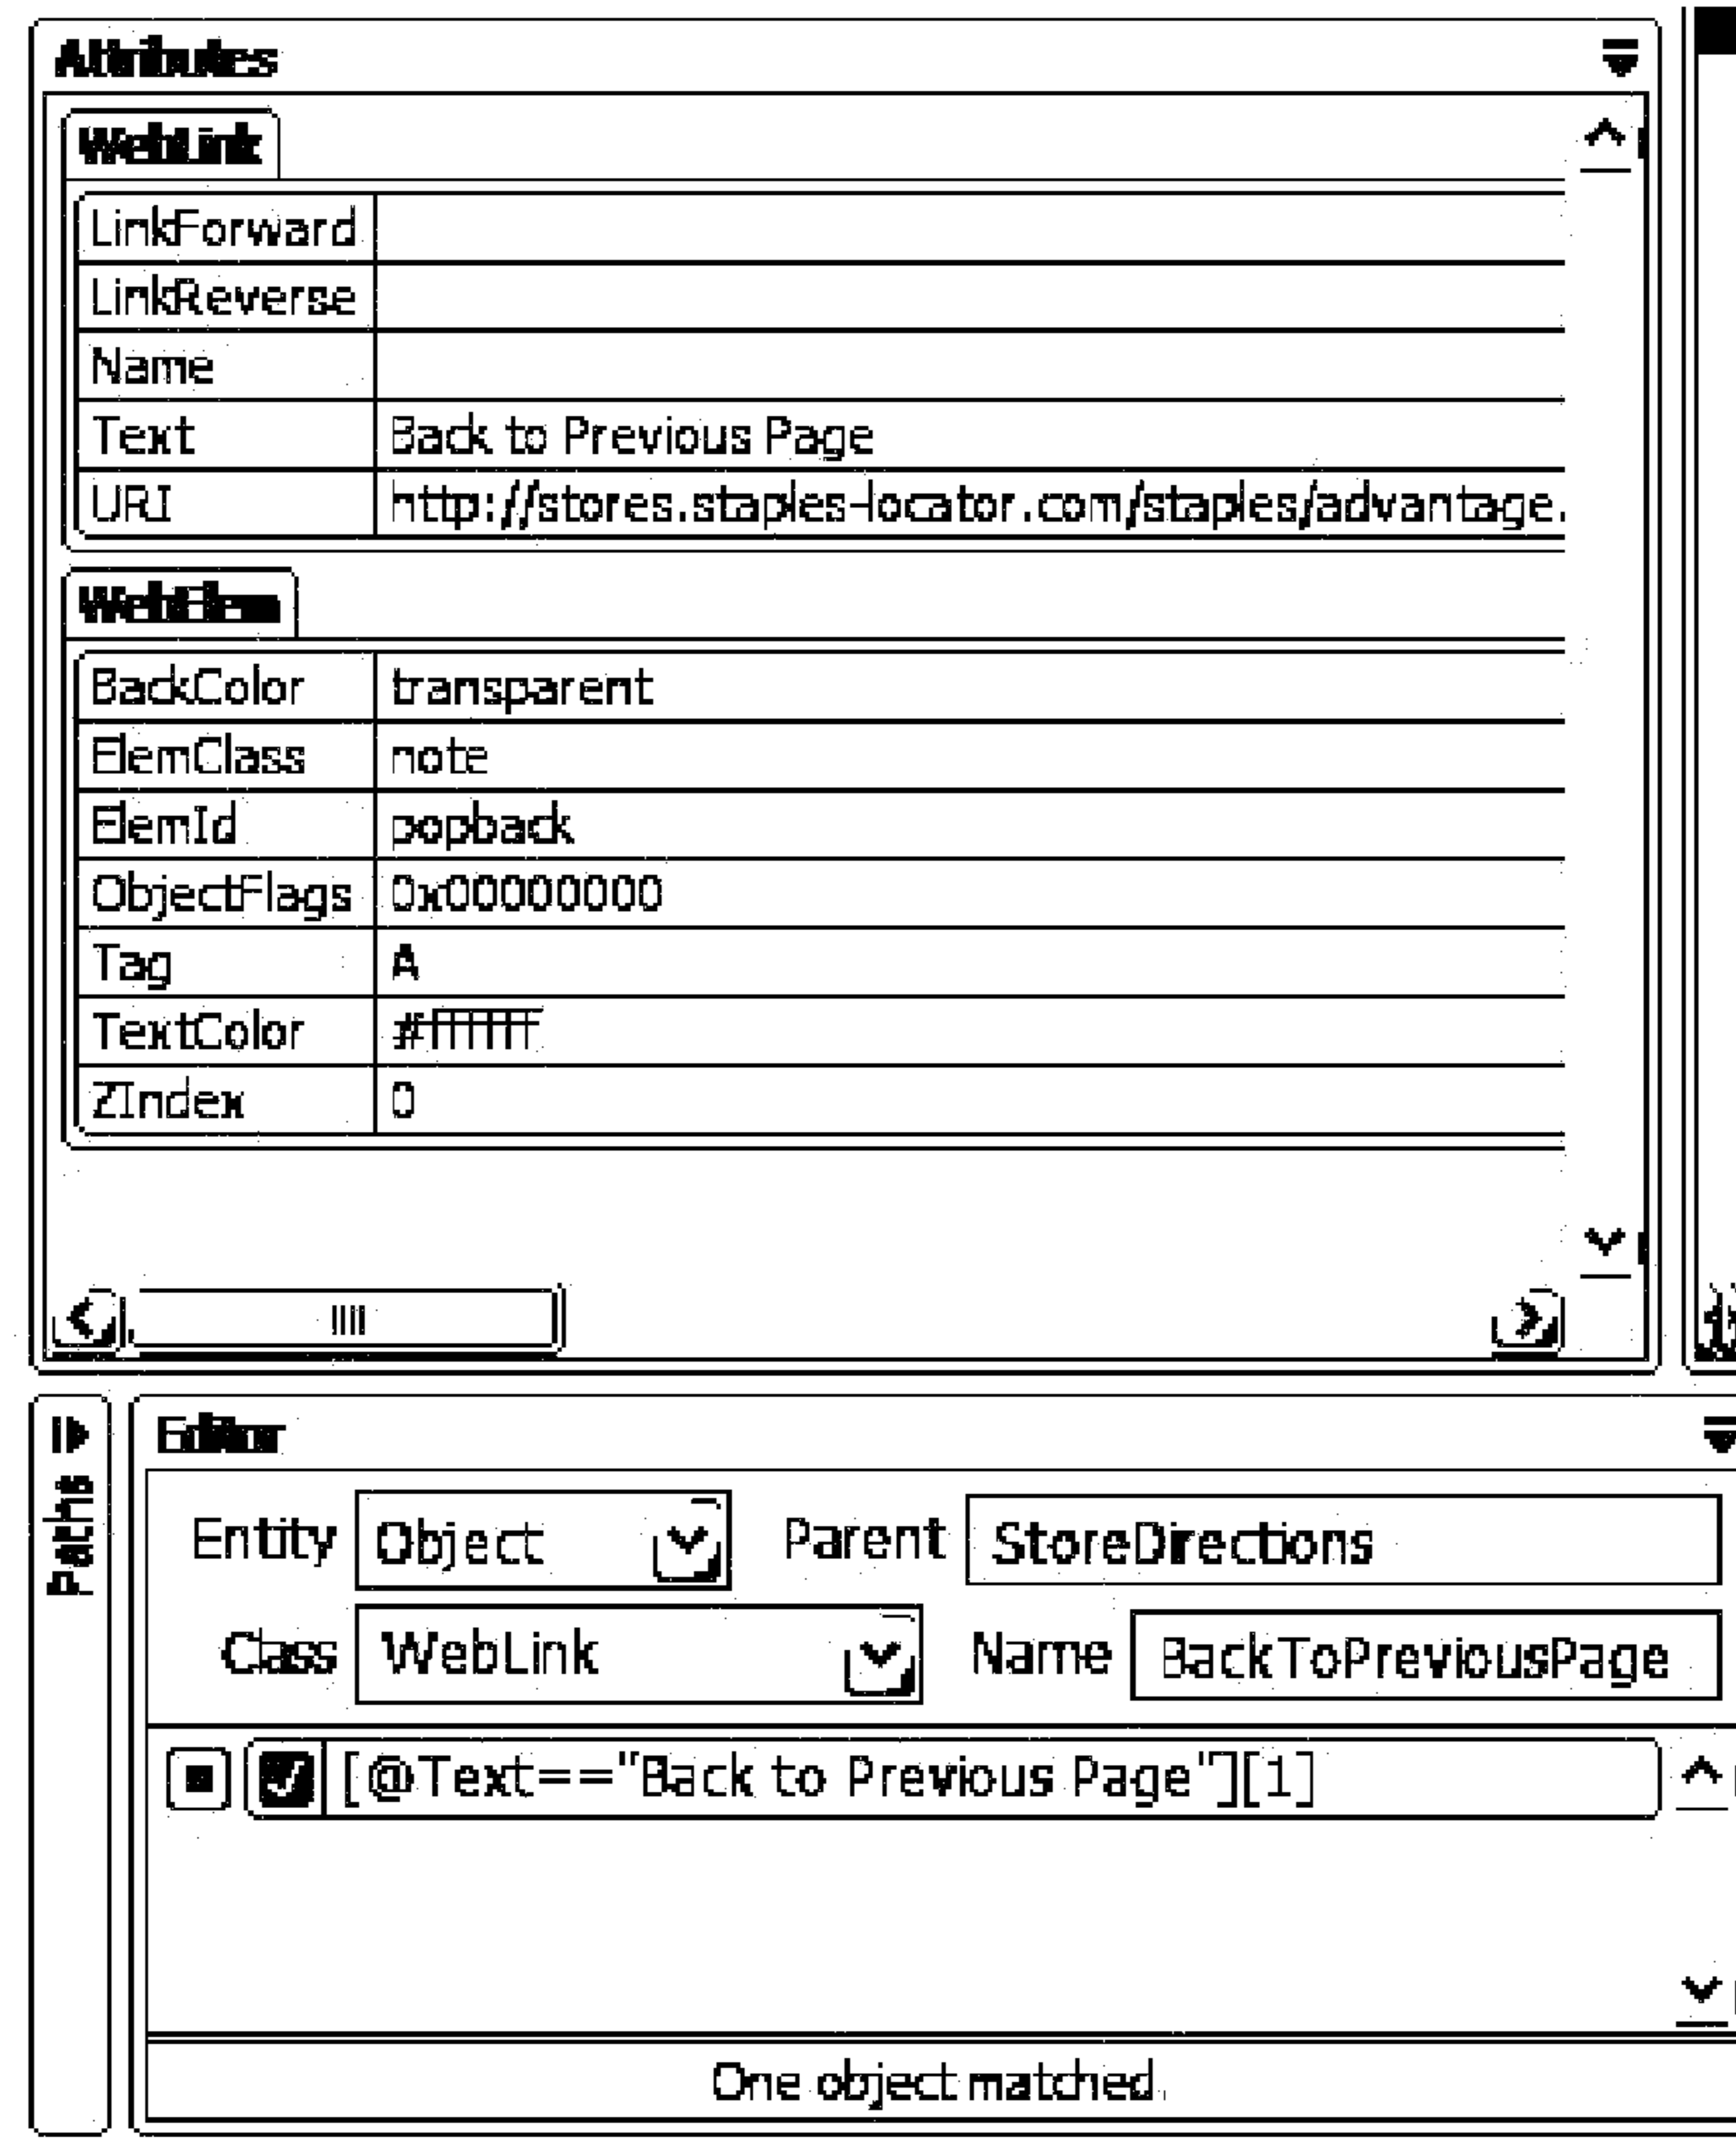 Attributes
WebLink
LinkForward
LinkReverse
Name
Text Back to Previous Page
URI http://stores.staples-locator.com/staples/advantage.
WebElem
BackColor transparent
ElemClass note
ElemId popback
ObjectFlags 0x00000000
Tag A
TextColor #ffffff
ZIndex 0
Paths
Editor
Entity Object Parent StoreDirections
Class WebLink Name BackToPreviousPage
[@Text=="Back to Previous Page"][1]
One object matched.